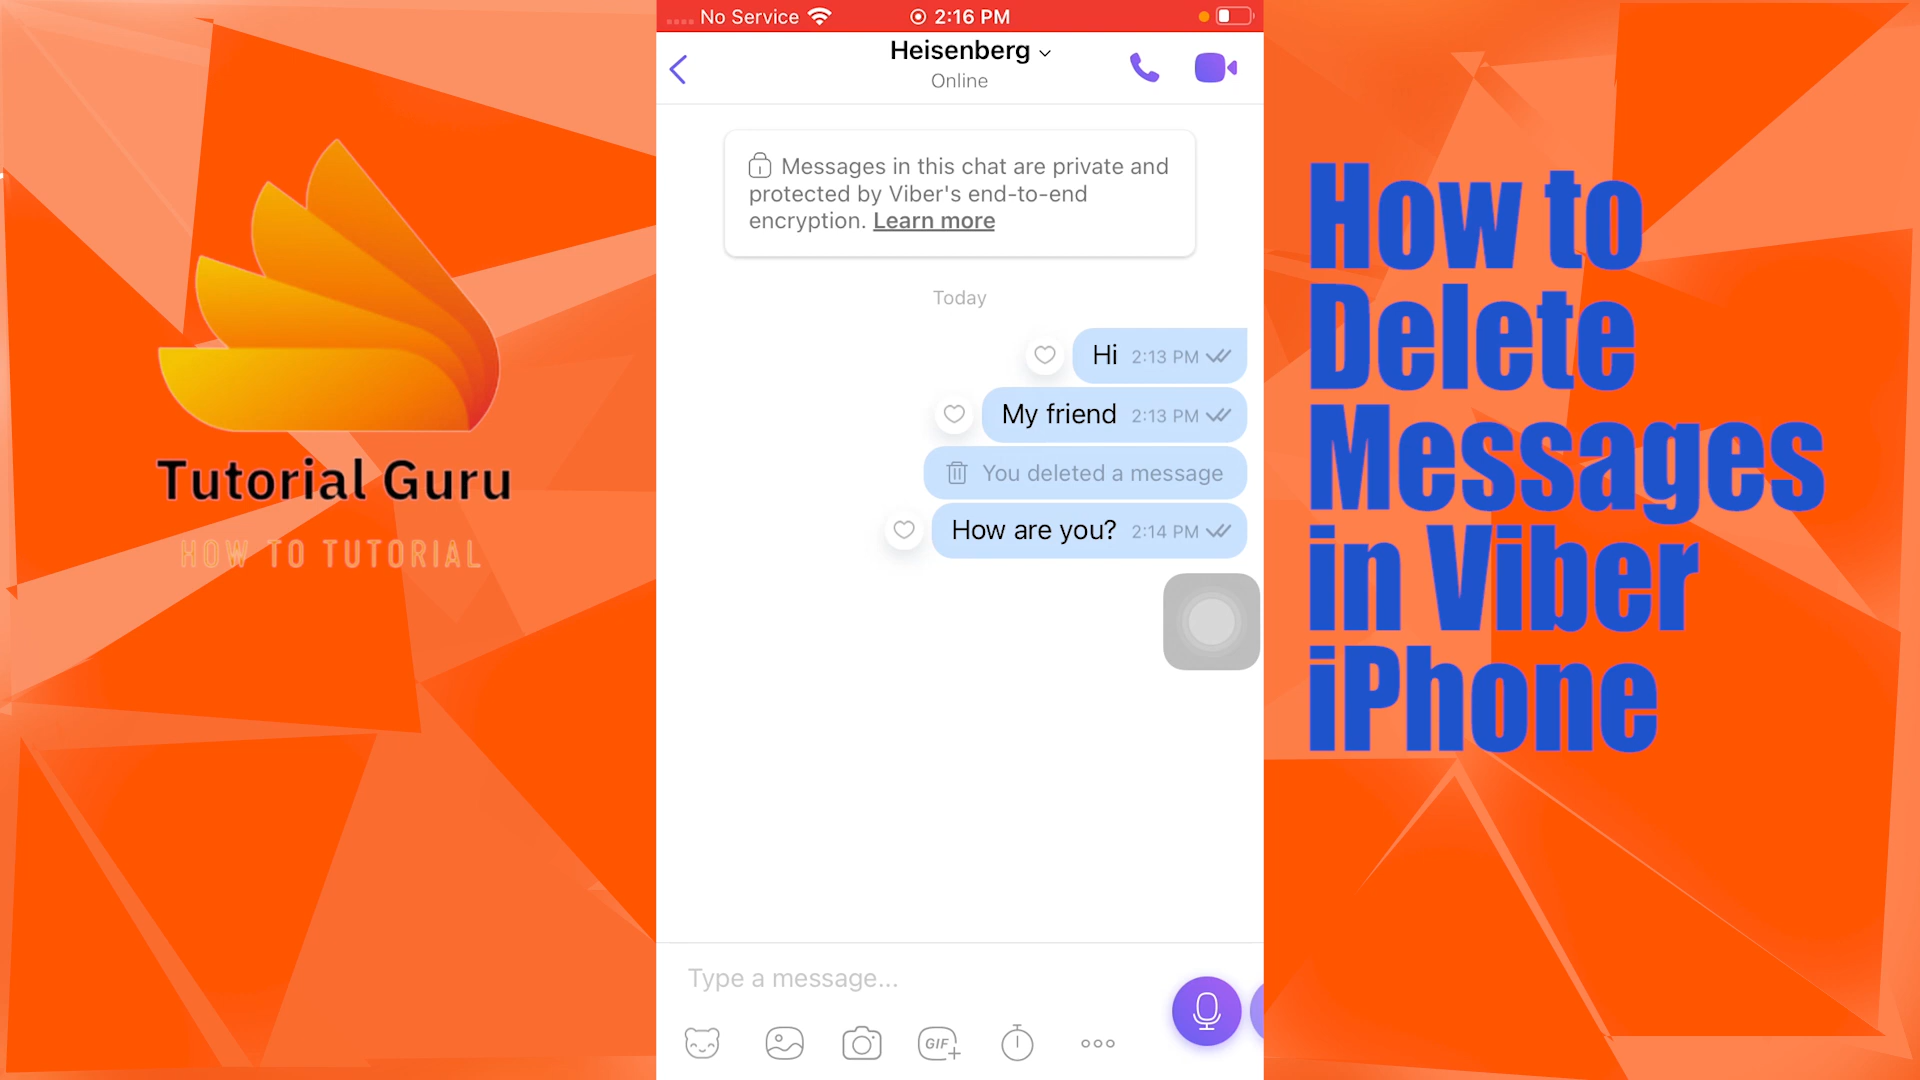 No Service
2:16 PM
Heisenberg
Online
Messages in this chat are private and
protected by Viber's end-to-end
encryption. Learn more
Today
Hi 2:13 PM
My friend 2:13 PM
You deleted a message
How are you? 2:14 PM
Type a message...
GIF
Tutorial Guru
HOW TO TUTORIAL
How to
Delete
Messages
in Viber
iPhone